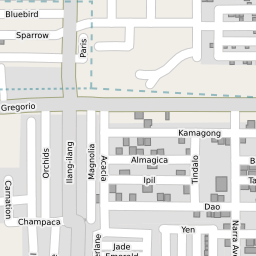 Bluebird
Sparrow
Paris
Gregorio
Kamagong
Orchids
Ilang-ilang
Magnolia
Acacia
Almagica
Tindalo
B
Ipil
Ta
Carnation
Champaca
Dao
Yen
Narra Ave
Jade
Emerald